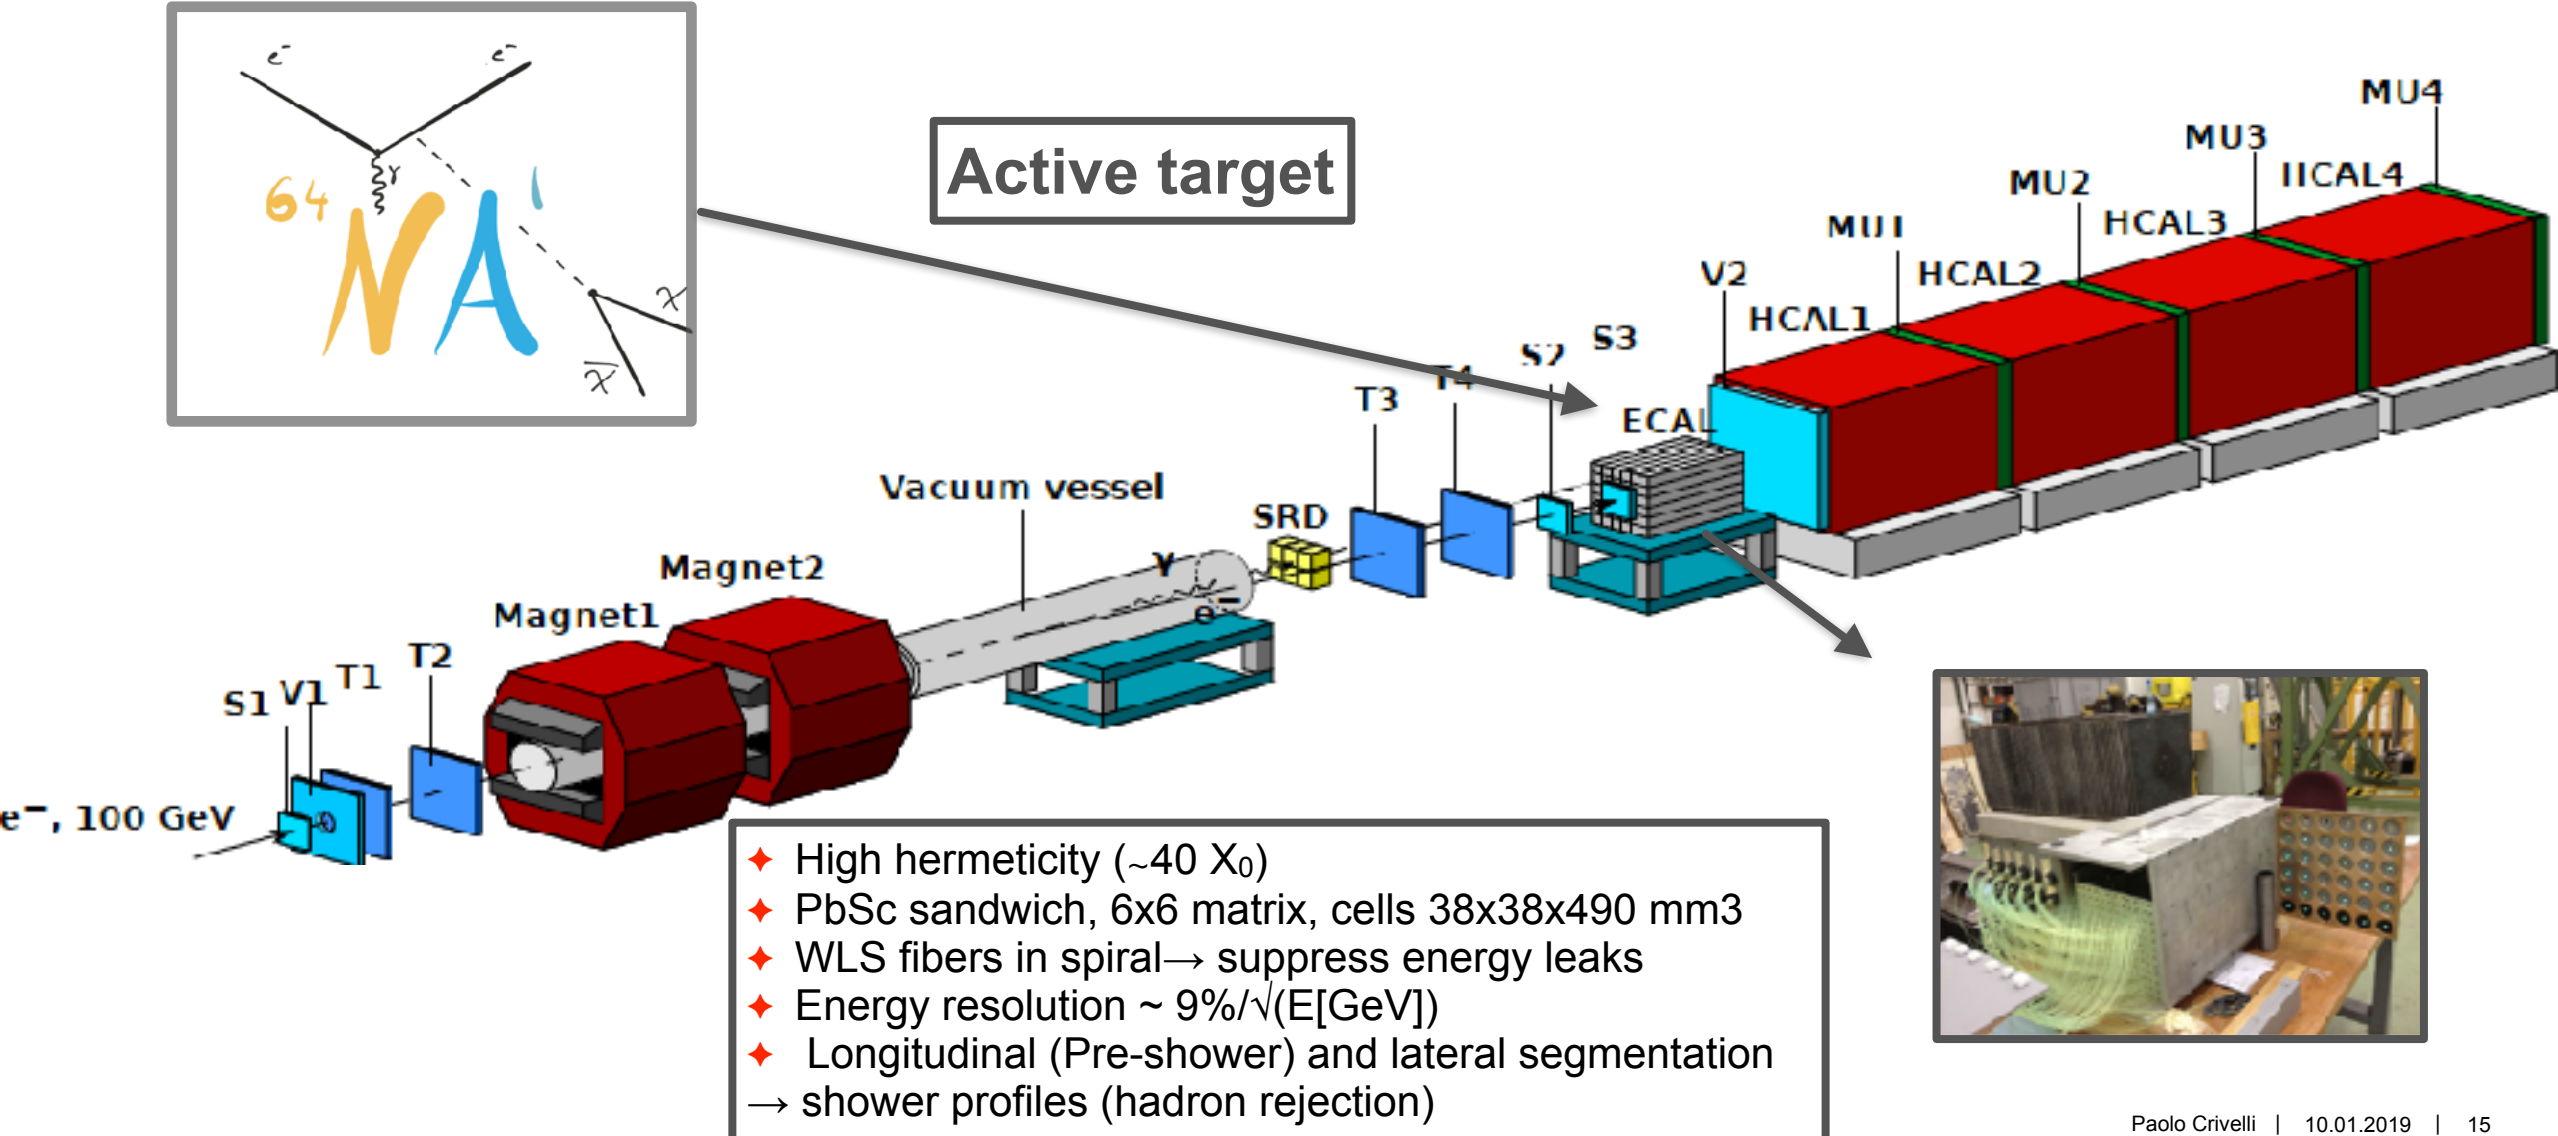 e⁻ e⁻
γ
64 NA'
χ
χ̅
Active target
MU4
MU3
HCAL4
MU2
HCAL3
MU1
HCAL2
V2
HCAL1
S3
S2
T4
T3
ECAL
Vacuum vessel
SRD
γ
e⁻
Magnet2
Magnet1
T2
T1
V1
S1
e⁻, 100 GeV
✦ High hermeticity (~40 X₀)
✦ PbSc sandwich, 6x6 matrix, cells 38x38x490 mm3
✦ WLS fibers in spiral→ suppress energy leaks
✦ Energy resolution ~ 9%/√(E[GeV])
✦ Longitudinal (Pre-shower) and lateral segmentation
→ shower profiles (hadron rejection)
Paolo Crivelli | 10.01.2019 | 15